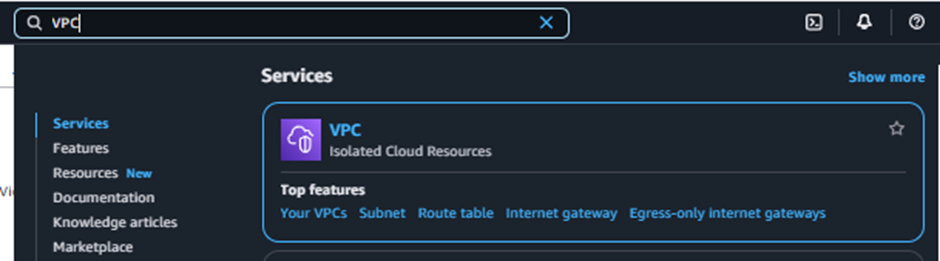 VPC
Services
Show more
Services
Features
Resources New
Documentation
Knowledge articles
Marketplace
VPC
Isolated Cloud Resources
Top features
Your VPCs Subnet Route table Internet gateway Egress-only internet gateways